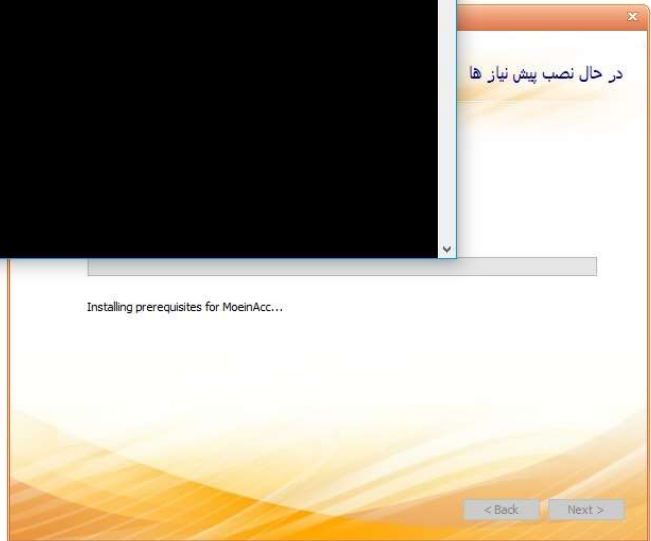 در حال نصب پیش نیاز ها
Installing prerequisites for MoeinAcc...
< Back
Next >